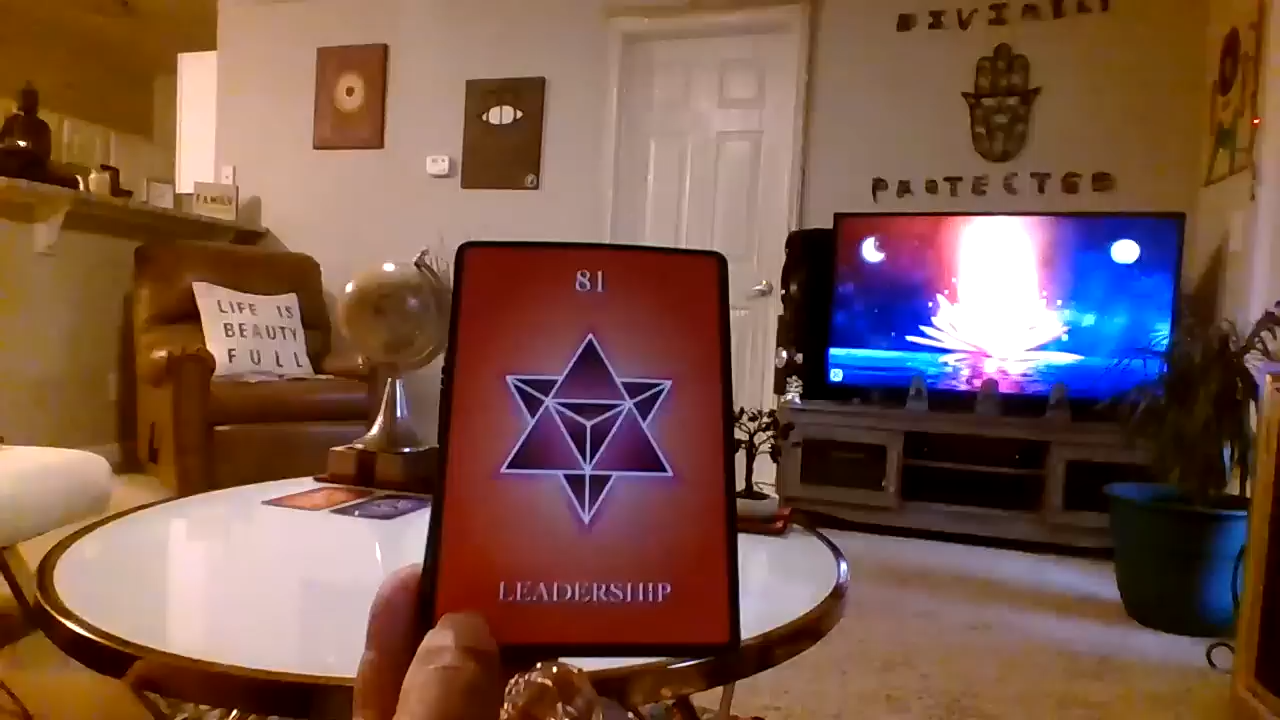 DIVINELY
PROTECTED
FAMILY
LIFE IS
BEAUTY
FULL
81
LEADERSHIP